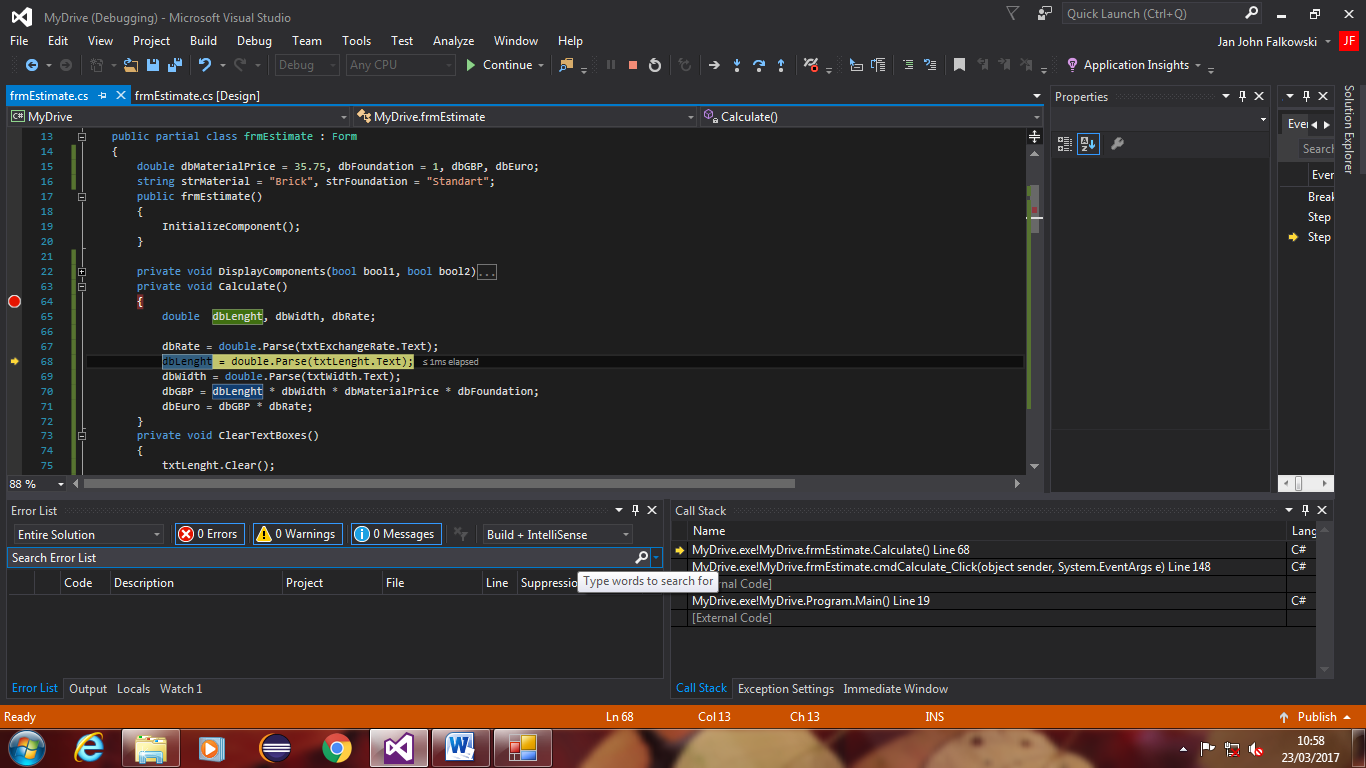 MyDrive (Debugging) - Microsoft Visual Studio
Quick Launch (Ctrl+Q)
File Edit View Project Build Debug Team Tools Test Analyze Window Help
Jan John Falkowski JF
Debug Any CPU Continue Application Insights
frmEstimate.cs frmEstimate.cs [Design]
C# MyDrive MyDrive.frmEstimate Calculate()
13 public partial class frmEstimate : Form
14 {
15 double dbMaterialPrice = 35.75, dbFoundation = 1, dbGBP, dbEuro;
16 string strMaterial = "Brick", strFoundation = "Standart";
17 public frmEstimate()
18 {
19 InitializeComponent();
20 }
21
22 private void DisplayComponents(bool bool1, bool bool2)...
63 private void Calculate()
64 {
65 double dbLenght, dbWidth, dbRate;
66
67 dbRate = double.Parse(txtExchangeRate.Text);
68 dbLenght = double.Parse(txtLenght.Text); ≤1ms elapsed
69 dbWidth = double.Parse(txtWidth.Text);
70 dbGBP = dbLenght * dbWidth * dbMaterialPrice * dbFoundation;
71 dbEuro = dbGBP * dbRate;
72 }
73 private void ClearTextBoxes()
74 {
75 txtLenght.Clear();
88 %
Properties
Ever
Search
Even
Break
Step
Step
Solution Explorer
Error List
Entire Solution 0 Errors 0 Warnings 0 Messages Build + IntelliSense
Search Error List
Code Description Project File Line Suppressio
Type words to search for
Error List Output Locals Watch 1
Call Stack
Name Lang
MyDrive.exe!MyDrive.frmEstimate.Calculate() Line 68 C#
MyDrive.exe!MyDrive.frmEstimate.cmdCalculate_Click(object sender, System.EventArgs e) Line 148 C#
ernal Code]
MyDrive.exe!MyDrive.Program.Main() Line 19 C#
[External Code]
Call Stack Exception Settings Immediate Window
Ready Ln 68 Col 13 Ch 13 INS Publish
10:58
23/03/2017